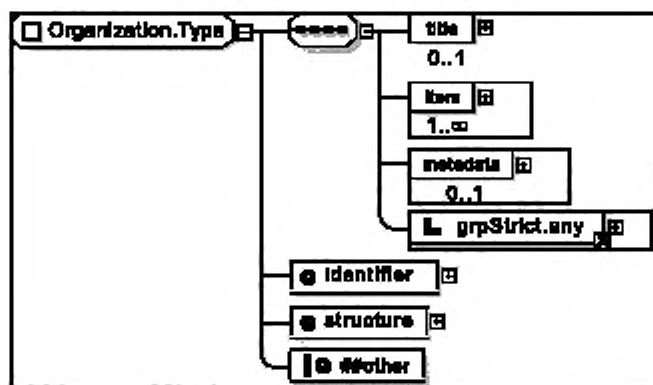 Organization.Type
title
0..1
item
1..∞
metadata
0..1
grpStrict.any
identifier
structure
##other